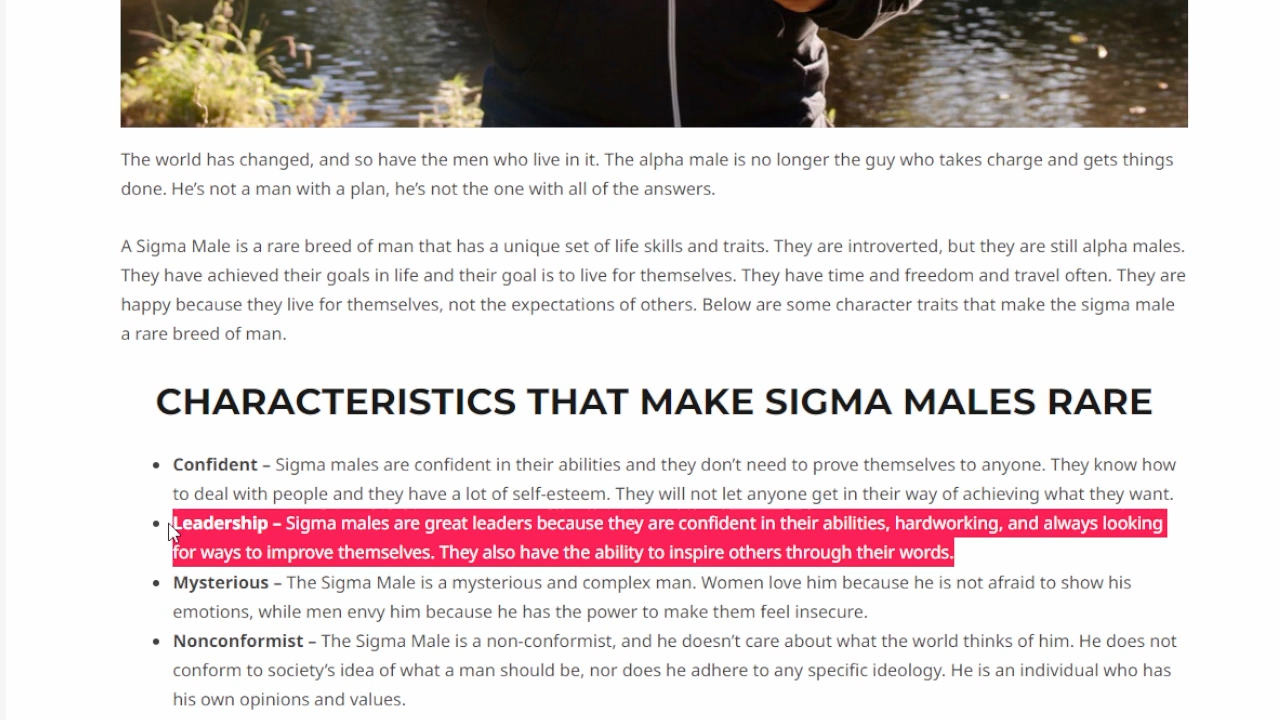 The world has changed, and so have the men who live in it. The alpha male is no longer the guy who takes charge and gets things
done. He’s not a man with a plan, he’s not the one with all of the answers.
A Sigma Male is a rare breed of man that has a unique set of life skills and traits. They are introverted, but they are still alpha males.
They have achieved their goals in life and their goal is to live for themselves. They have time and freedom and travel often. They are
happy because they live for themselves, not the expectations of others. Below are some character traits that make the sigma male
a rare breed of man.
CHARACTERISTICS THAT MAKE SIGMA MALES RARE
• Confident – Sigma males are confident in their abilities and they don’t need to prove themselves to anyone. They know how
to deal with people and they have a lot of self-esteem. They will not let anyone get in their way of achieving what they want.
• Leadership – Sigma males are great leaders because they are confident in their abilities, hardworking, and always looking
for ways to improve themselves. They also have the ability to inspire others through their words.
• Mysterious – The Sigma Male is a mysterious and complex man. Women love him because he is not afraid to show his
emotions, while men envy him because he has the power to make them feel insecure.
• Nonconformist – The Sigma Male is a non-conformist, and he doesn’t care about what the world thinks of him. He does not
conform to society’s idea of what a man should be, nor does he adhere to any specific ideology. He is an individual who has
his own opinions and values.